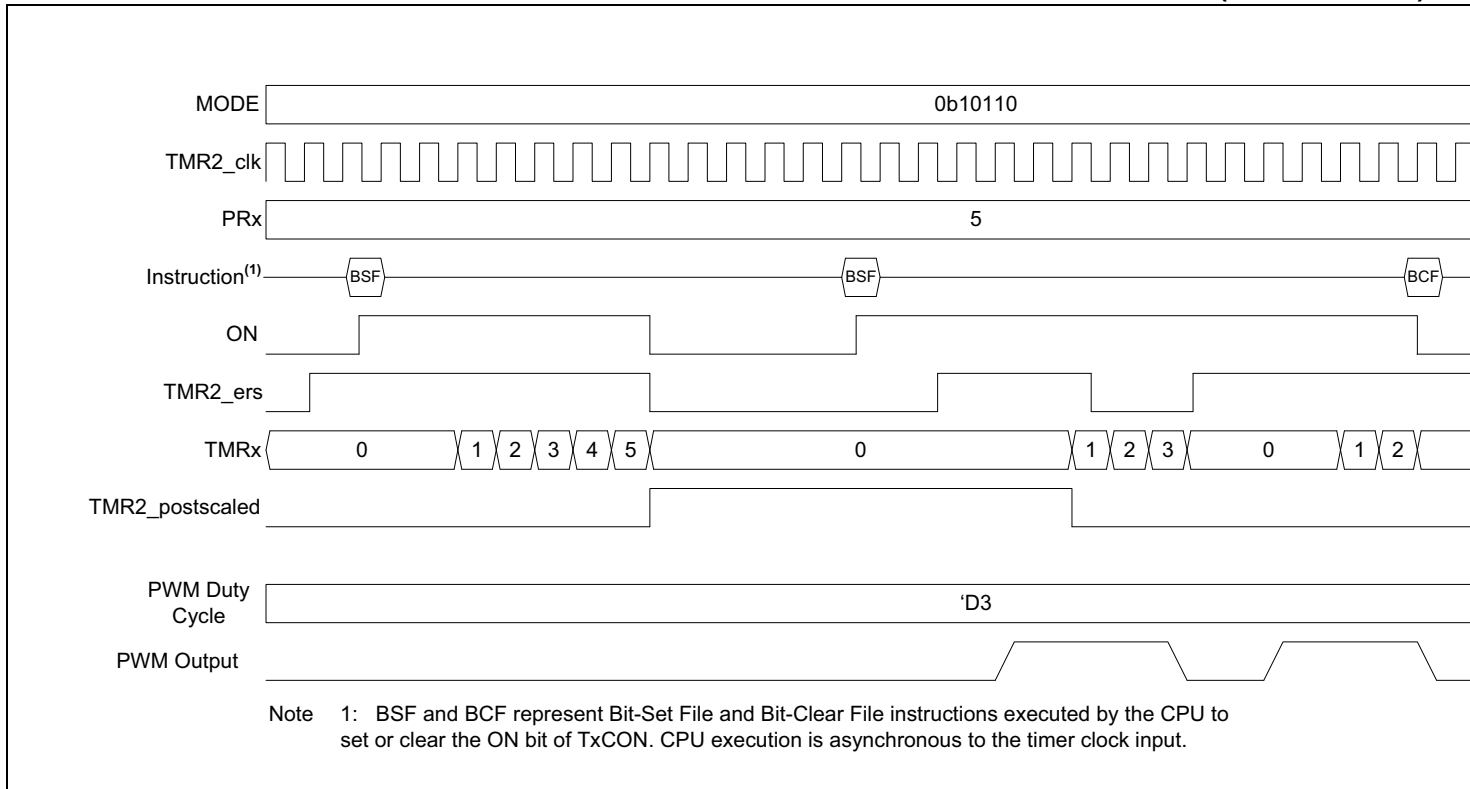 MODE 0b10110
TMR2_clk
PRx 5
Instruction(1) BSF BSF BCF
ON
TMR2_ers
TMRx 0 1 2 3 4 5 0 1 2 3 0 1 2
TMR2_postscaled
PWM Duty
Cycle
‘D3
PWM Output
Note 1: BSF and BCF represent Bit-Set File and Bit-Clear File instructions executed by the CPU to
set or clear the ON bit of TxCON. CPU execution is asynchronous to the timer clock input.